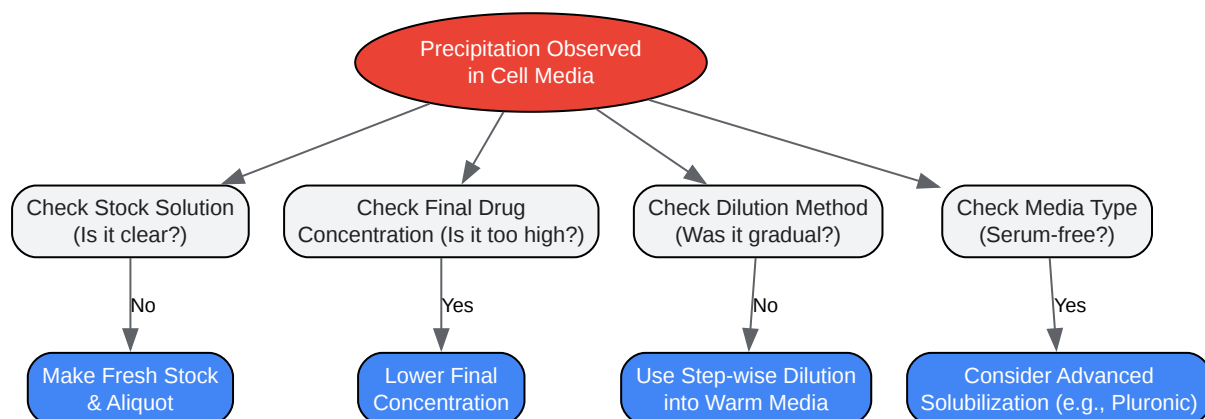 Precipitation Observed
in Cell Media
Check Stock Solution
(Is it clear?)
Check Final Drug
Concentration (Is it too high?)
Check Dilution Method
(Was it gradual?)
Check Media Type
(Serum-free?)
No
Yes
No
Yes
Make Fresh Stock
& Aliquot
Lower Final
Concentration
Use Step-wise Dilution
into Warm Media
Consider Advanced
Solubilization (e.g., Pluronic)